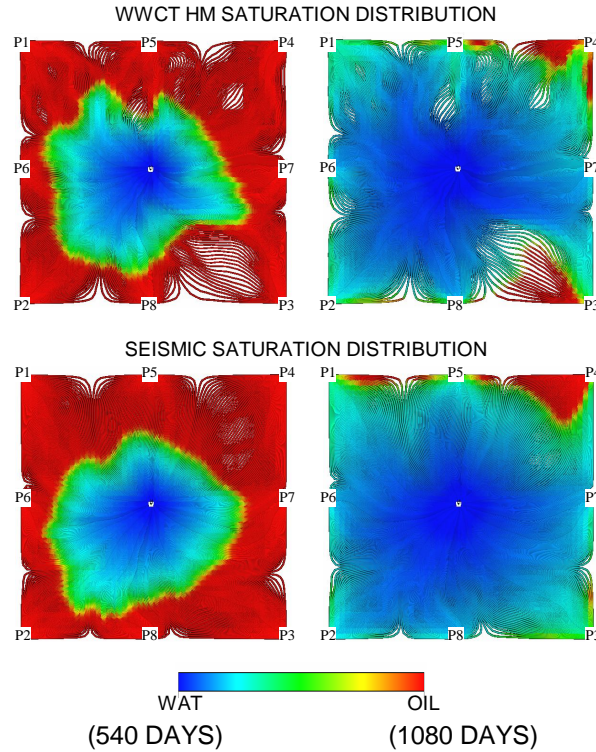 WWCT HM SATURATION DISTRIBUTION
P1 P5 P4 P1 P5 P4
P6 P7 P6 P7
P2 P8 P3 P2 P8 P3
SEISMIC SATURATION DISTRIBUTION
P1 P5 P4 P1 P5 P4
P6 P7 P6 P7
P2 P8 P3 P2 P8 P3
WAT OIL
(540 DAYS) (1080 DAYS)